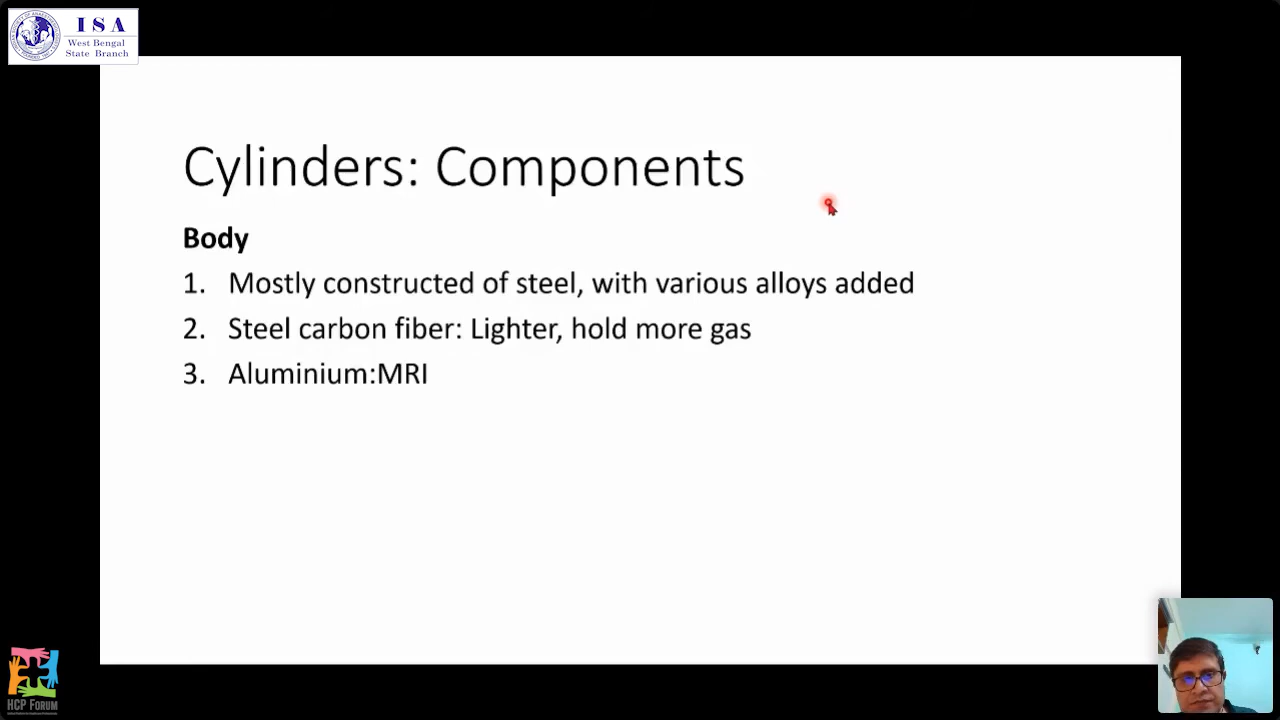 I S A
West Bengal
State Branch
Cylinders: Components
Body
1. Mostly constructed of steel, with various alloys added
2. Steel carbon fiber: Lighter, hold more gas
3. Aluminium:MRI
HCP FORUM